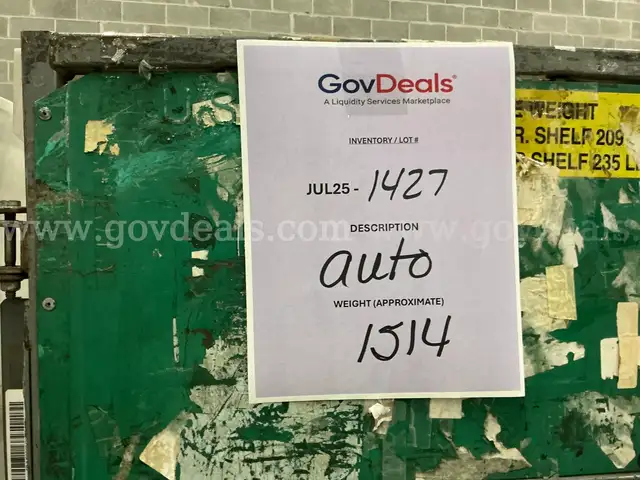 GovDeals
A Liquidity Services Marketplace
INVENTORY / LOT #
JUL25 - 1427
DESCRIPTION
auto
WEIGHT (APPROXIMATE)
1514
WEIGHT
R. SHELF 209
SHELF 235 L
www.govdeals.com
www.gov